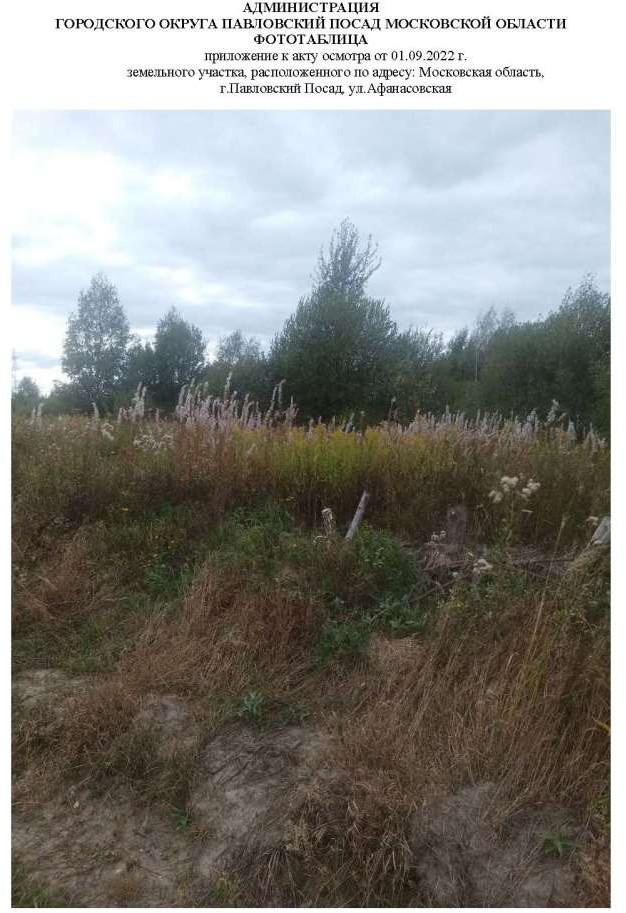 АДМИНИСТРАЦИЯ
ГОРОДСКОГО ОКРУГА ПАВЛОВСКИЙ ПОСАД МОСКОВСКОЙ ОБЛАСТИ
ФОТОТАБЛИЦА
приложение к акту осмотра от 01.09.2022 г.
земельного участка, расположенного по адресу: Московская область,
г.Павловский Посад, ул.Афанасовская